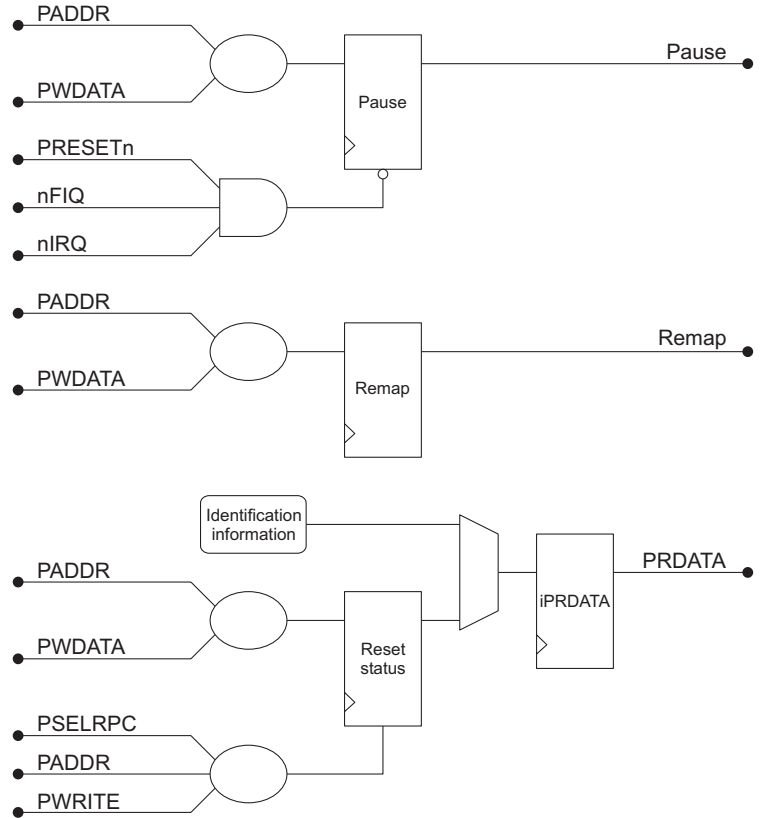 PADDR
Pause
PWDATA
Pause
PRESETn
nFIQ
nIRQ
PADDR
Remap
PWDATA
Remap
Identification
information
PADDR
PRDATA
iPRDATA
PWDATA
Reset
status
PSELRPC
PADDR
PWRITE